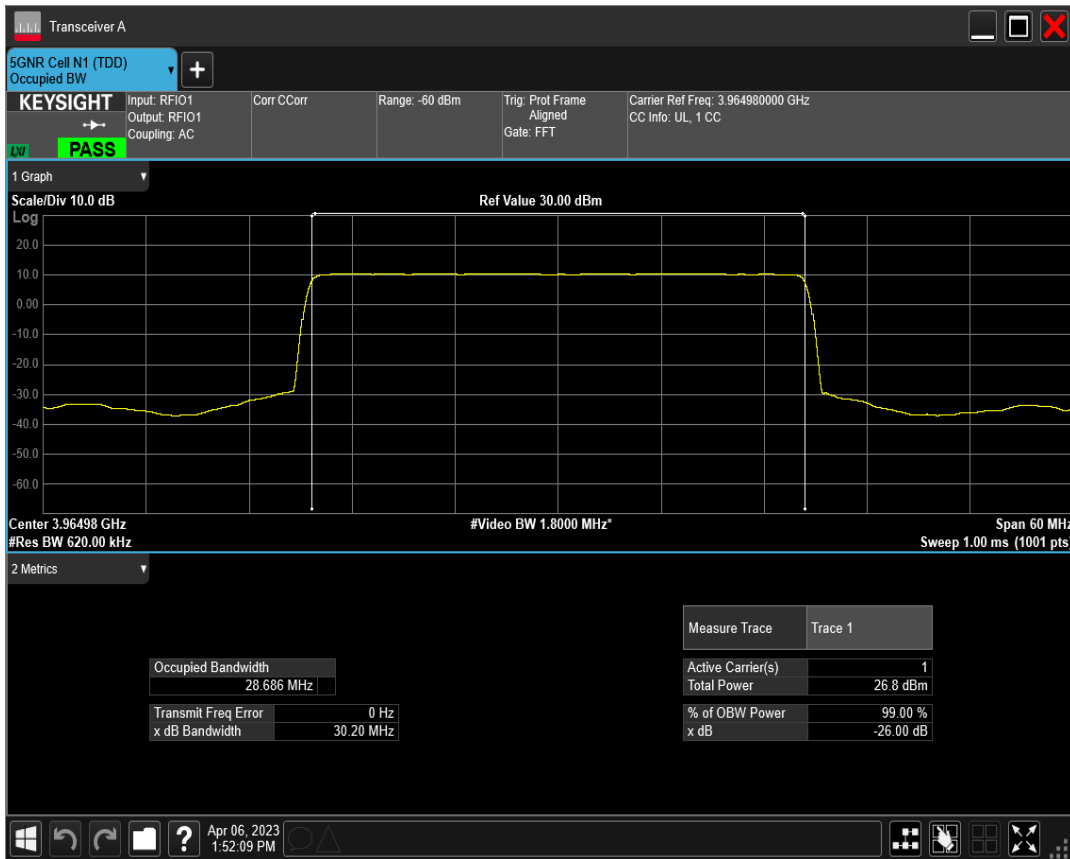 Transceiver A
5GNR Cell N1 (TDD)
Occupied BW
+
KEYSIGHT
LXI
PASS
Input: RFIO1
Output: RFIO1
Coupling: AC
Corr CCorr
Range: -60 dBm
Trig: Prot Frame
Aligned
Gate: FFT
Carrier Ref Freq: 3.964980000 GHz
CC Info: UL, 1 CC
1 Graph
Scale/Div 10.0 dB
Ref Value 30.00 dBm
Log
20.0
10.0
0.00
-10.0
-20.0
-30.0
-40.0
-50.0
-60.0
Center 3.96498 GHz
#Video BW 1.8000 MHz*
Span 60 MHz
#Res BW 620.00 kHz
Sweep 1.00 ms (1001 pts)
2 Metrics
Measure Trace Trace 1
Occupied Bandwidth
28.686 MHz
Active Carrier(s) 1
Total Power 26.8 dBm
Transmit Freq Error 0 Hz
x dB Bandwidth 30.20 MHz
% of OBW Power 99.00 %
x dB -26.00 dB
?
Apr 06, 2023
1:52:09 PM